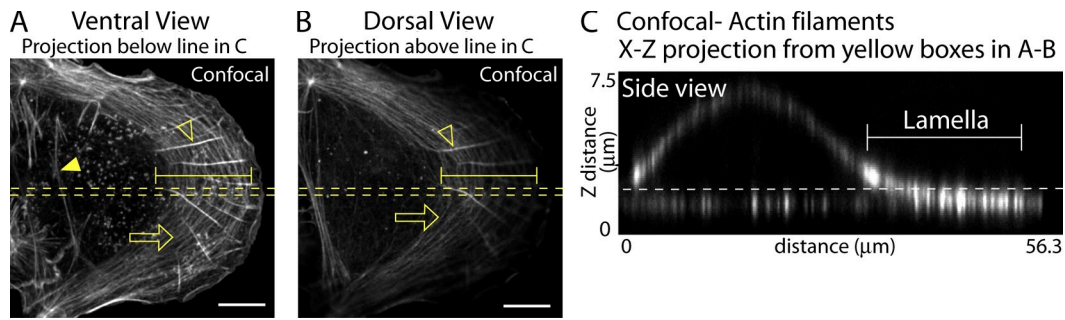 A Ventral View
Projection below line in C
Confocal
B Dorsal View
Projection above line in C
Confocal
C Confocal- Actin filaments
X-Z projection from yellow boxes in A-B
7.5
Side view
Lamella
Z distance
(μm)
0
0
distance (μm)
56.3